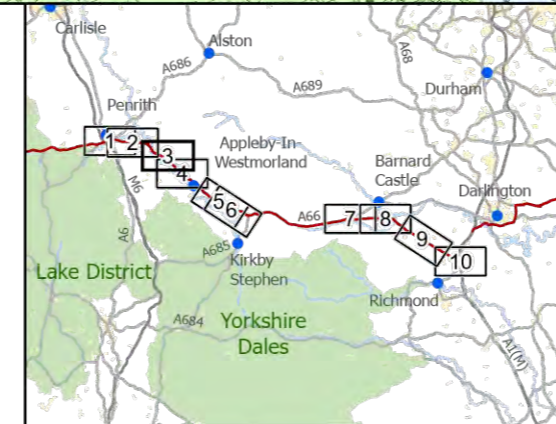 Carlisle
Alston
A68
A686
A689
Durham
Penrith
Appleby-In-
Westmorland
Barnard
Castle
Darlington
1
2
3
4
5
6
7
8
9
10
M6
A6
A66
A685
Kirkby
Stephen
Lake District
Richmond
A684
Yorkshire
Dales
A1(M)